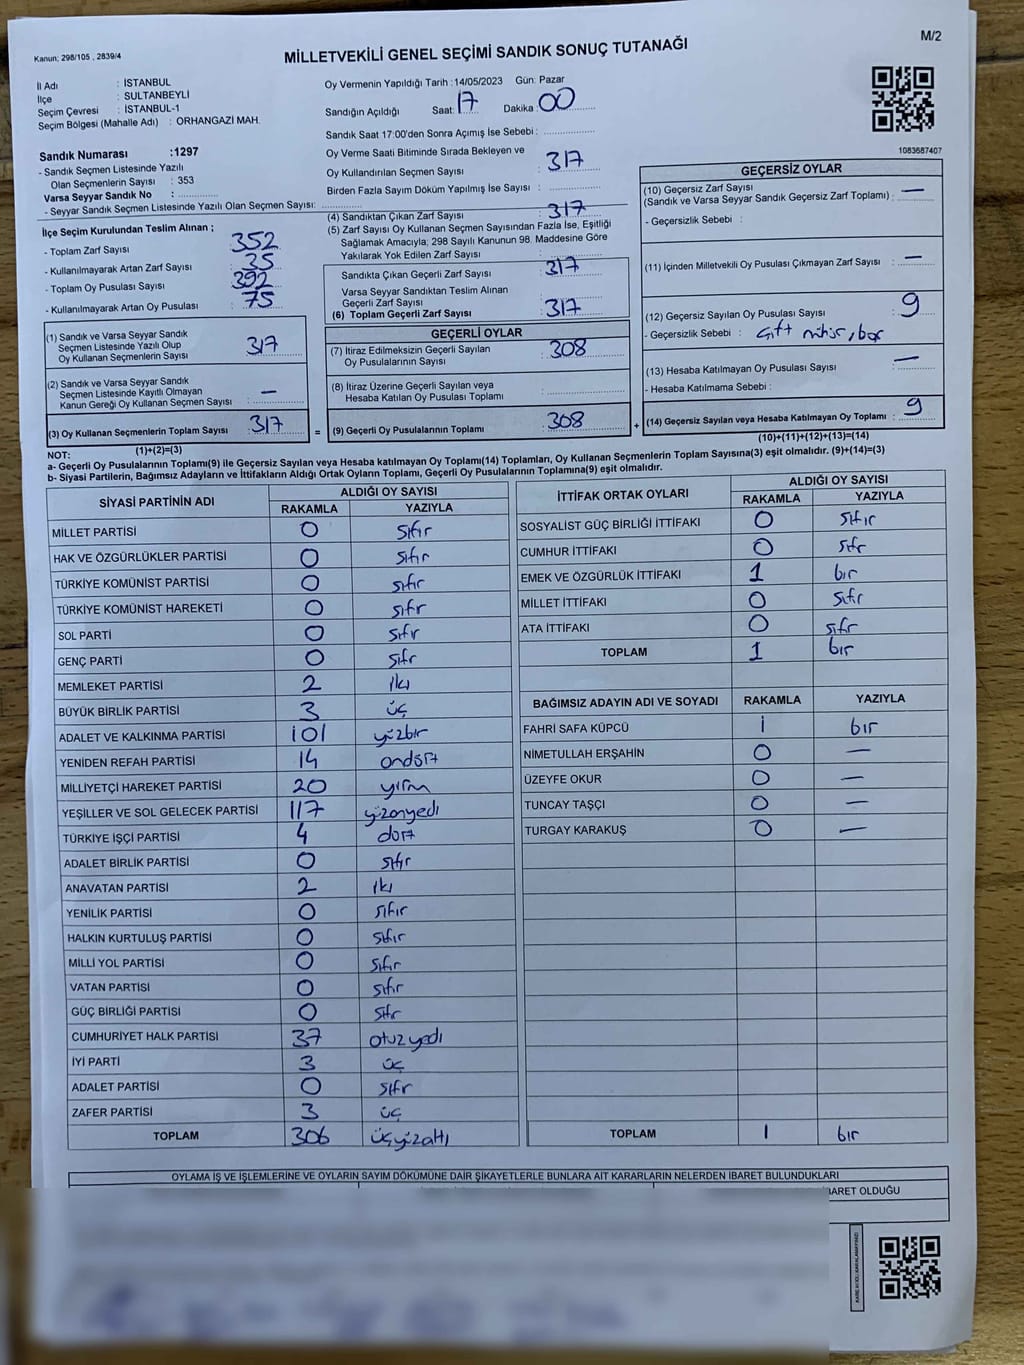 Kanun; 298/105 , 2839/4
M/2
MİLLETVEKİLİ GENEL SEÇİMİ SANDIK SONUÇ TUTANAĞI
İl Adı : İSTANBUL
İlçe : SULTANBEYLİ
Seçim Çevresi : İSTANBUL-1
Seçim Bölgesi (Mahalle Adı) : ORHANGAZİ MAH.
Oy Vermenin Yapıldığı Tarih : 14/05/2023 Gün: Pazar
Sandığın Açıldığı Saat: 17 Dakika: 00
Sandık Saat 17:00'den Sonra Açımış İse Sebebi :
Sandık Numarası :1297
- Sandık Seçmen Listesinde Yazılı
Olan Seçmenlerin Sayısı : 353
Varsa Seyyar Sandık No :
- Seyyar Sandık Seçmen Listesinde Yazılı Olan Seçmen Sayısı:
Oy Verme Saati Bitiminde Sırada Bekleyen ve
Oy Kullandırılan Seçmen Sayısı : 317
Birden Fazla Sayım Döküm Yapılmış İse Sayısı :
1083687407
İlçe Seçim Kurulundan Teslim Alınan ;
- Toplam Zarf Sayısı : 352
- Kullanılmayarak Artan Zarf Sayısı : 35
- Toplam Oy Pusulası Sayısı : 392
- Kullanılmayarak Artan Oy Pusulası : 75
(4) Sandıktan Çıkan Zarf Sayısı : 317
(5) Zarf Sayısı Oy Kullanan Seçmen Sayısından Fazla İse, Eşitliği
Sağlamak Amacıyla; 298 Sayılı Kanunun 98. Maddesine Göre
Yakılarak Yok Edilen Zarf Sayısı :
Sandıkta Çıkan Geçerli Zarf Sayısı : 317
Varsa Seyyar Sandıktan Teslim Alınan
Geçerli Zarf Sayısı :
(6) Toplam Geçerli Zarf Sayısı : 317
GEÇERSİZ OYLAR
(10) Geçersiz Zarf Sayısı
(Sandık ve Varsa Seyyar Sandık Geçersiz Zarf Toplamı) : —
- Geçersizlik Sebebi :
(11) İçinden Milletvekili Oy Pusulası Çıkmayan Zarf Sayısı : —
(12) Geçersiz Sayılan Oy Pusulası Sayısı : 9
- Geçersizlik Sebebi : çift mühür, boş
(13) Hesaba Katılmayan Oy Pusulası Sayısı : —
- Hesaba Katılmama Sebebi :
(14) Geçersiz Sayılan veya Hesaba Katılmayan Oy Toplamı : 9
(10)+(11)+(12)+(13)=(14)
(1) Sandık ve Varsa Seyyar Sandık
Seçmen Listesinde Yazılı Olup
Oy Kullanan Seçmenlerin Sayısı : 317
(2) Sandık ve Varsa Seyyar Sandık
Seçmen Listesinde Kayıtlı Olmayan
Kanun Gereği Oy Kullanan Seçmen Sayısı : —
(3) Oy Kullanan Seçmenlerin Toplam Sayısı : 317
(1)+(2)=(3)
GEÇERLİ OYLAR
(7) İtiraz Edilmeksizin Geçerli Sayılan
Oy Pusulalarının Sayısı : 308
(8) İtiraz Üzerine Geçerli Sayılan veya
Hesaba Katılan Oy Pusulası Toplamı :
= (9) Geçerli Oy Pusulalarının Toplamı : 308 +
NOT:
a- Geçerli Oy Pusulalarının Toplamı(9) ile Geçersiz Sayılan veya Hesaba katılmayan Oy Toplamı(14) Toplamları, Oy Kullanan Seçmenlerin Toplam Sayısına(3) eşit olmalıdır. (9)+(14)=(3)
b- Siyasi Partilerin, Bağımsız Adayların ve İttifakların Aldığı Ortak Oyların Toplamı, Geçerli Oy Pusulalarının Toplamına(9) eşit olmalıdır.
SİYASİ PARTİNİN ADI ALDIĞI OY SAYISI
RAKAMLA YAZIYLA
MİLLET PARTİSİ 0 sıfır
HAK VE ÖZGÜRLÜKLER PARTİSİ 0 sıfır
TÜRKİYE KOMÜNİST PARTİSİ 0 sıfır
TÜRKİYE KOMÜNİST HAREKETİ 0 sıfır
SOL PARTİ 0 sıfır
GENÇ PARTİ 0 sıfır
MEMLEKET PARTİSİ 2 iki
BÜYÜK BİRLİK PARTİSİ 3 üç
ADALET VE KALKINMA PARTİSİ 101 yüzbir
YENİDEN REFAH PARTİSİ 14 ondört
MİLLİYETÇİ HAREKET PARTİSİ 20 yirmi
YEŞİLLER VE SOL GELECEK PARTİSİ 117 yüzonyedi
TÜRKİYE İŞÇİ PARTİSİ 4 dört
ADALET BİRLİK PARTİSİ 0 sıfır
ANAVATAN PARTİSİ 2 iki
YENİLİK PARTİSİ 0 sıfır
HALKIN KURTULUŞ PARTİSİ 0 sıfır
MİLLİ YOL PARTİSİ 0 sıfır
VATAN PARTİSİ 0 sıfır
GÜÇ BİRLİĞİ PARTİSİ 0 sıfır
CUMHURİYET HALK PARTİSİ 37 otuzyedi
İYİ PARTİ 3 üç
ADALET PARTİSİ 0 sıfır
ZAFER PARTİSİ 3 üç
TOPLAM 306 üçyüzaltı
İTTİFAK ORTAK OYLARI ALDIĞI OY SAYISI
RAKAMLA YAZIYLA
SOSYALİST GÜÇ BİRLİĞİ İTTİFAKI 0 sıfır
CUMHUR İTTİFAKI 0 sıfır
EMEK VE ÖZGÜRLÜK İTTİFAKI 1 bir
MİLLET İTTİFAKI 0 sıfır
ATA İTTİFAKI 0 sıfır
TOPLAM 1 bir
BAĞIMSIZ ADAYIN ADI VE SOYADI RAKAMLA YAZIYLA
FAHRİ SAFA KÜPCÜ 1 bir
NİMETULLAH ERŞAHİN 0 —
ÜZEYFE OKUR 0 —
TUNCAY TAŞÇI 0 —
TURGAY KARAKUŞ 0 —
TOPLAM 1 bir
OYLAMA İŞ VE İŞLEMLERİNE VE OYLARIN SAYIM DÖKÜMÜNE DAİR ŞİKAYETLERLE BUNLARA AİT KARARLARIN NELERDEN İBARET BULUNDUKLARI
İBARET OLDUĞU